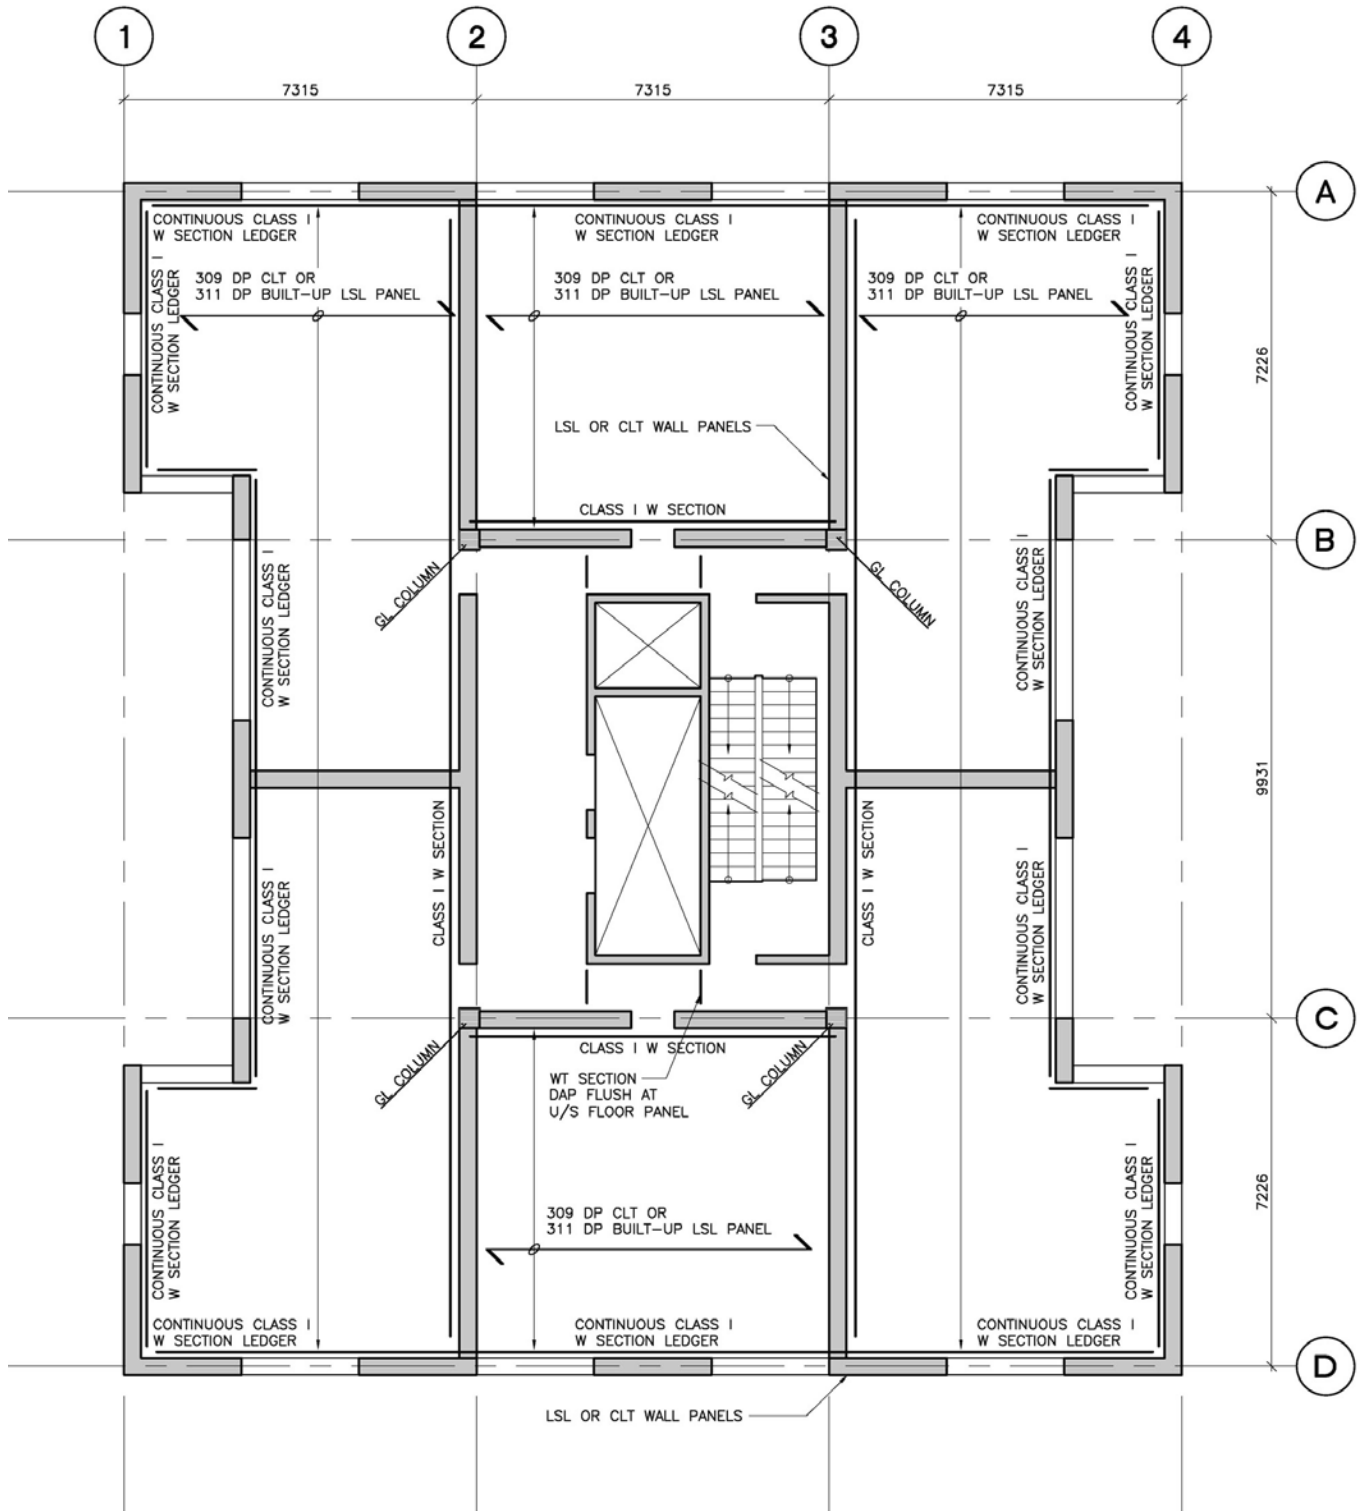 1
2
3
4
7315
7315
7315
A
CONTINUOUS CLASS I
W SECTION LEDGER
CONTINUOUS CLASS I
W SECTION LEDGER
CONTINUOUS CLASS I
W SECTION LEDGER
CONTINUOUS CLASS I
W SECTION LEDGER
309 DP CLT OR
311 DP BUILT-UP LSL PANEL
309 DP CLT OR
311 DP BUILT-UP LSL PANEL
309 DP CLT OR
311 DP BUILT-UP LSL PANEL
CONTINUOUS CLASS I
W SECTION LEDGER
7226
LSL OR CLT WALL PANELS
CLASS I W SECTION
B
GL COLUMN
GL COLUMN
CONTINUOUS CLASS I
W SECTION LEDGER
CONTINUOUS CLASS I
W SECTION LEDGER
9931
CLASS I W SECTION
CLASS I W SECTION
CONTINUOUS CLASS I
W SECTION LEDGER
CONTINUOUS CLASS I
W SECTION LEDGER
C
CLASS I W SECTION
GL COLUMN
GL COLUMN
WT SECTION
DAP FLUSH AT
U/S FLOOR PANEL
CONTINUOUS CLASS I
W SECTION LEDGER
CONTINUOUS CLASS I
W SECTION LEDGER
7226
309 DP CLT OR
311 DP BUILT-UP LSL PANEL
CONTINUOUS CLASS I
W SECTION LEDGER
CONTINUOUS CLASS I
W SECTION LEDGER
CONTINUOUS CLASS I
W SECTION LEDGER
D
LSL OR CLT WALL PANELS